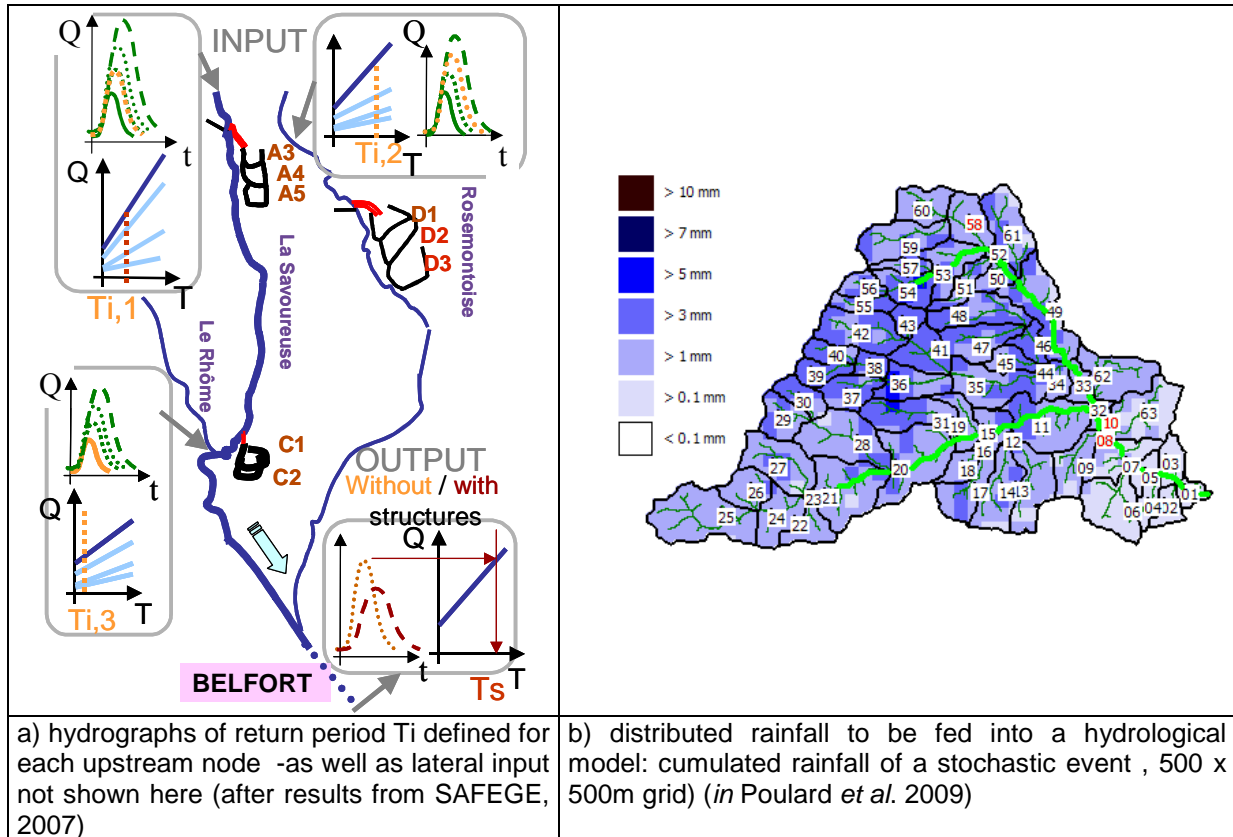 Q
INPUT
t
Q
T
Ti,1
Q
Ti,2
T
t
A3
A4
A5
Rosemontoise
D1
D2
D3
La Savoureuse
Le Rhôme
Q
t
Q
T
Ti,3
C1
C2
OUTPUT
Without / with
structures
Q
t
Ts
T
BELFORT
> 10 mm
> 7 mm
> 5 mm
> 3 mm
> 1 mm
> 0.1 mm
< 0.1 mm
60
58
61
59
52
57
53
50
56
54
51
55
49
43
48
42
46
41
47
40
45
38
44
62
39
36
35
34
33
37
30
32
63
29
31
19
11
10
15
28
12
08
16
27
20
18
09
07
03
05
26
23
21
17
14
13
01
25
24
22
06
04
02
a) hydrographs of return period Ti defined for
each upstream node -as well as lateral input
not shown here (after results from SAFEGE,
2007)
b) distributed rainfall to be fed into a hydrological
model: cumulated rainfall of a stochastic event , 500 x
500m grid) (in Poulard et al. 2009)